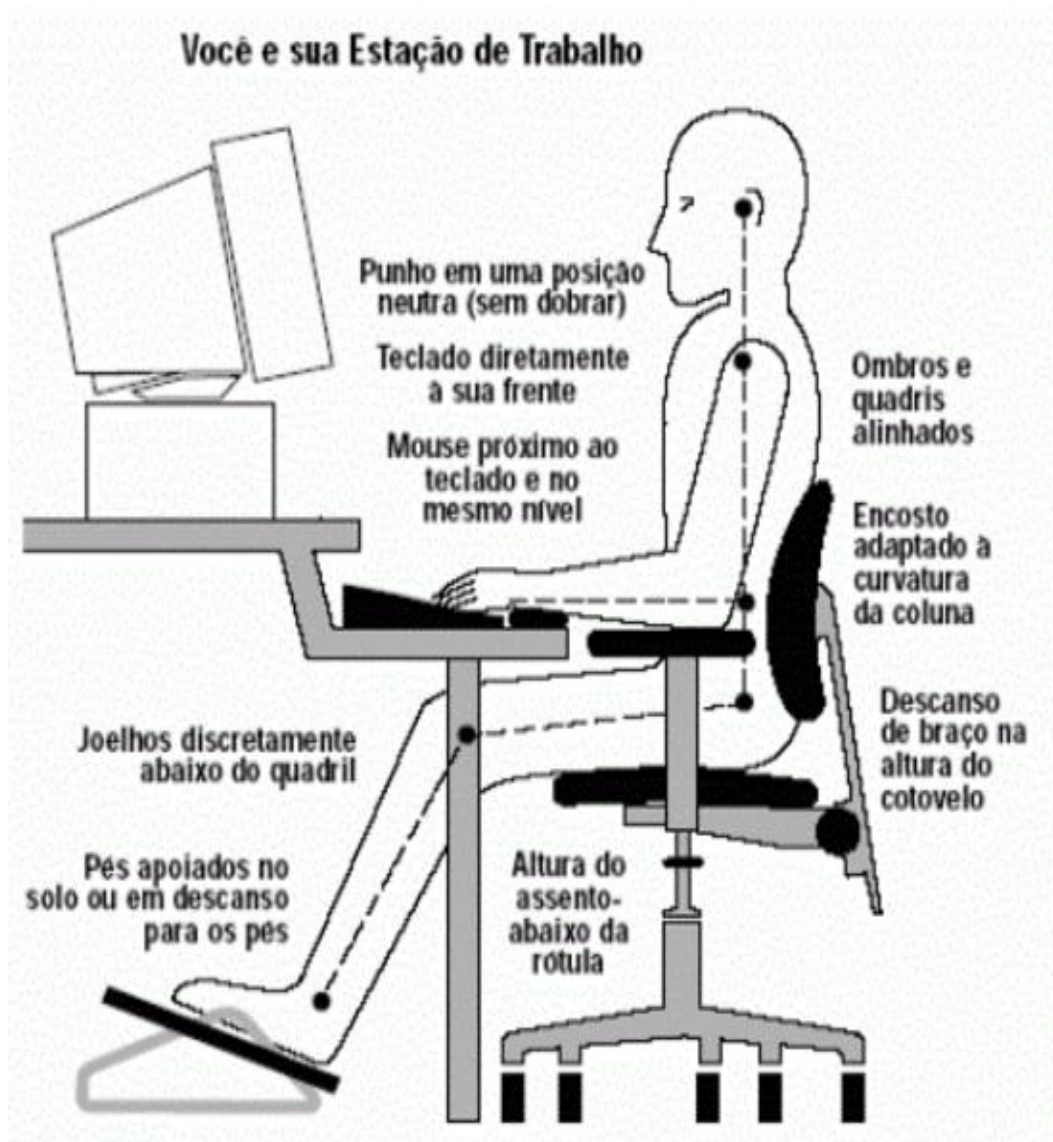 Você e sua Estação de Trabalho
Punho em uma posição
neutra (sem dobrar)
Teclado diretamente
à sua frente
Mouse próximo ao
teclado e no
mesmo nível
Ombros e
quadris
alinhados
Encosto
adaptado à
curvatura
da coluna
Descanso
de braço na
altura do
cotovelo
Joelhos discretamente
abaixo do quadril
Pés apoiados no
solo ou em descanso
para os pés
Altura do
assento-
abaixo da
rótula